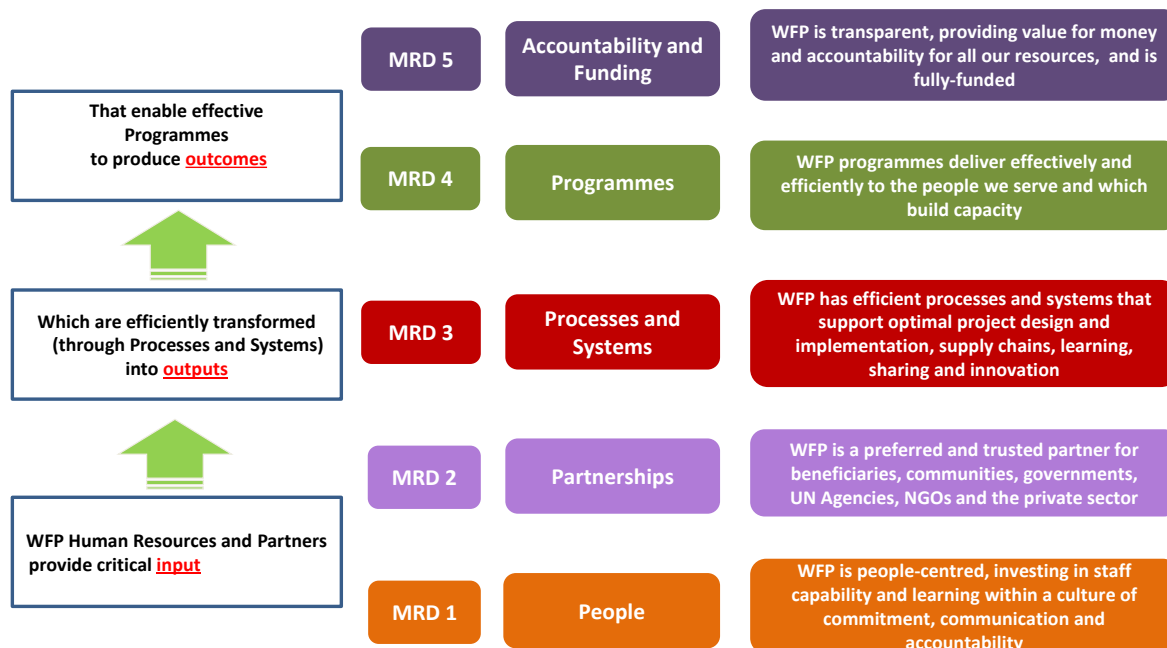 MRD 5
Accountability and
Funding
WFP is transparent, providing value for money
and accountability for all our resources,  and is
fully-funded
That enable effective
Programmes
to produce outcomes
MRD 4
Programmes
WFP programmes deliver effectively and
efficiently to the people we serve and which
build capacity
Which are efficiently transformed
(through Processes and Systems)
into outputs
MRD 3
Processes and
Systems
WFP has efficient processes and systems that
support optimal project design and
implementation, supply chains, learning,
sharing and innovation
MRD 2
Partnerships
WFP is a preferred and trusted partner for
beneficiaries, communities, governments,
UN Agencies, NGOs and the private sector
WFP Human Resources and Partners
provide critical input
MRD 1
People
WFP is people-centred, investing in staff
capability and learning within a culture of
commitment, communication and
accountability